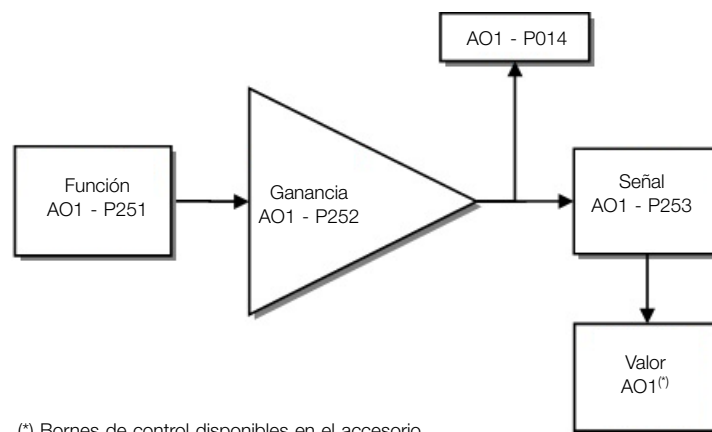 AO1 - P014
Función
AO1 - P251
Ganancia
AO1 - P252
Señal
AO1 - P253
Valor
AO1(*)
(*) Bornes de control disponibles en el accesorio